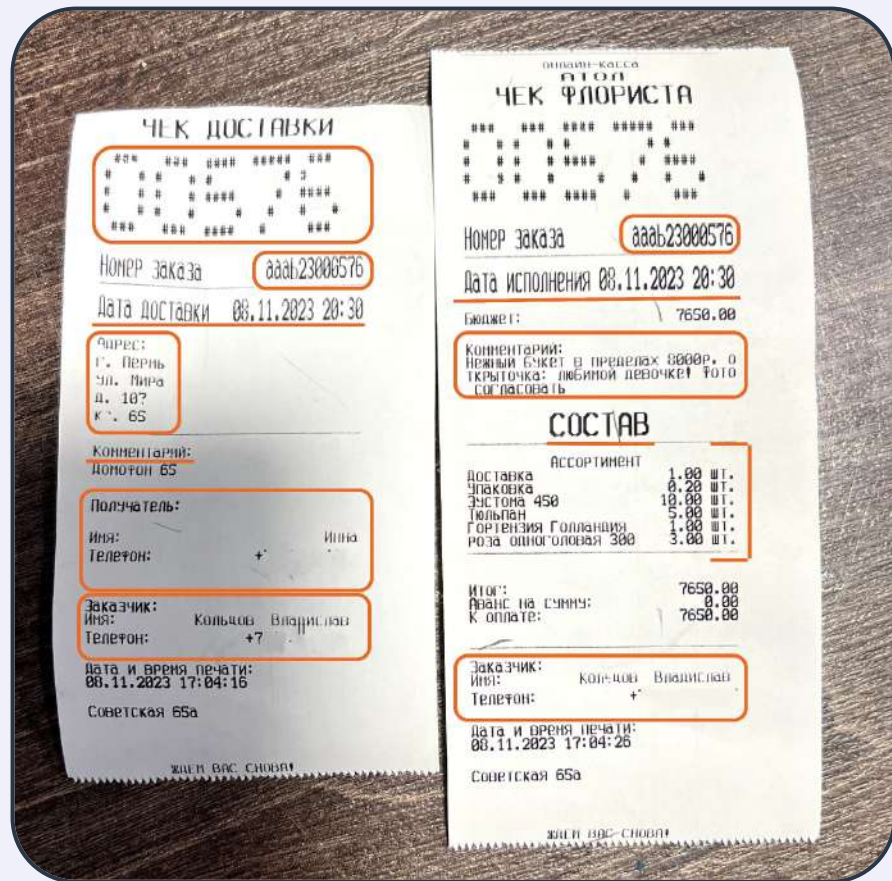 ЧЕК ДОСТАВКИ
00576
Номер заказа aaab23000576
Дата доставки 08.11.2023 20:30
Адрес:
г. Пермь
ул. Мира
д. 107
к . 65
Комментарий:
Домофон 65
Получатель:
Имя: Инна
Телефон: +
Заказчик:
Имя: Кольцов Владислав
Телефон: +7
Дата и время печати:
08.11.2023 17:04:16
Советская 65а
ЖДЕМ ВАС СНОВА!
онлайн-касса
АТОЛ
ЧЕК ФЛОРИСТА
00576
Номер заказа aaab23000576
Дата исполнения 08.11.2023 20:30
Бюджет: 7650.00
Комментарий:
Нежный букет в пределах 8000р. о
ткрыточка: любимой девочке! Фото
согласовать
СОСТАВ
Ассортимент
Доставка 1.00 шт.
Упаковка 0.20 шт.
Эустома 450 10.00 шт.
Тюльпан 5.00 шт.
Гортензия Голландия 1.00 шт.
роза одноголовая 300 3.00 шт.
Итог: 7650.00
Аванс на сумму: 0.00
К оплате: 7650.00
Заказчик:
Имя: Кольцов Владислав
Телефон: +
Дата и время печати:
08.11.2023 17:04:26
Советская 65а
ЖДЕМ ВАС СНОВА!